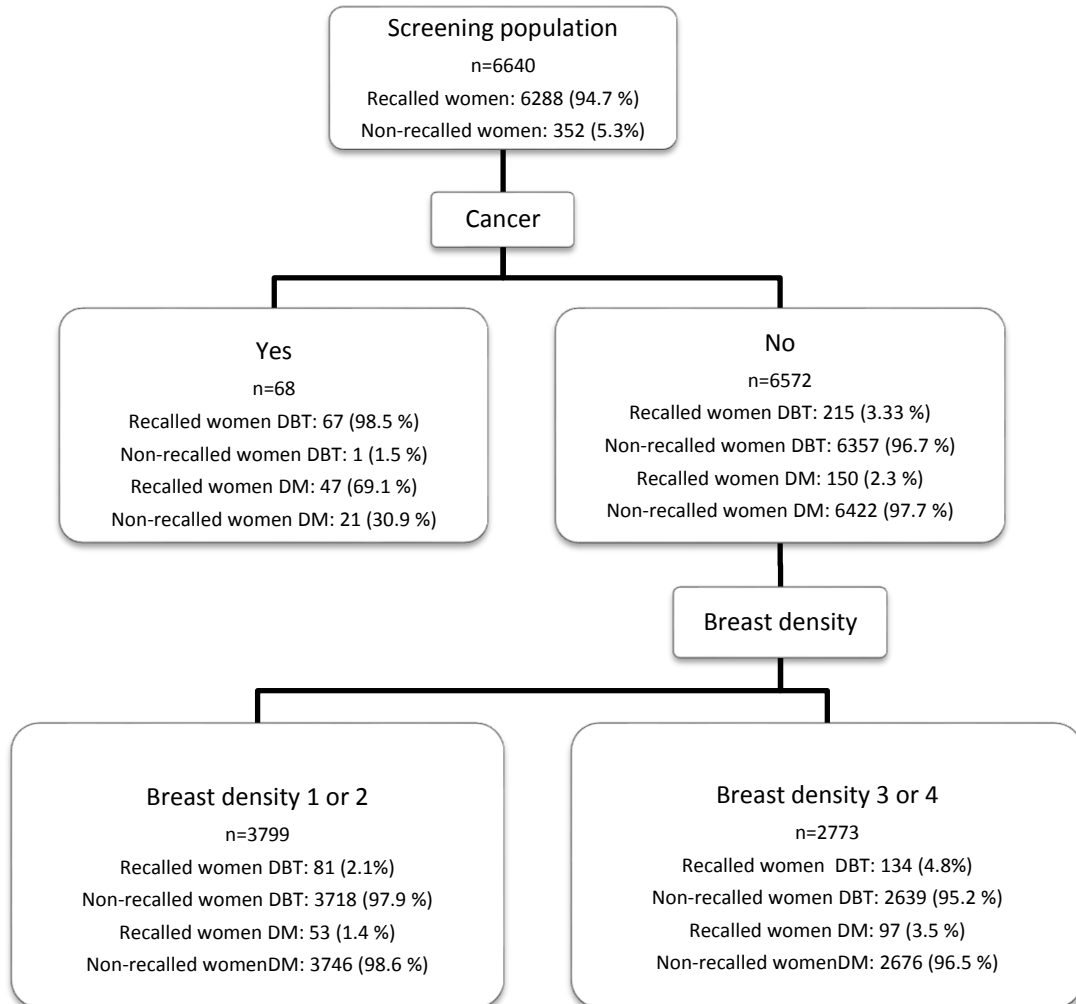 Screening population
n=6640
Recalled women: 6288 (94.7 %)
Non-recalled women: 352 (5.3%)
Cancer
Yes
n=68
Recalled women DBT: 67 (98.5 %)
Non-recalled women DBT: 1 (1.5 %)
Recalled women DM: 47 (69.1 %)
Non-recalled women DM: 21 (30.9 %)
No
n=6572
Recalled women DBT: 215 (3.33 %)
Non-recalled women DBT: 6357 (96.7 %)
Recalled women DM: 150 (2.3 %)
Non-recalled women DM: 6422 (97.7 %)
Breast density
Breast density 1 or 2
n=3799
Recalled women DBT: 81 (2.1%)
Non-recalled women DBT: 3718 (97.9 %)
Recalled women DM: 53 (1.4 %)
Non-recalled womenDM: 3746 (98.6 %)
Breast density 3 or 4
n=2773
Recalled women DBT: 134 (4.8%)
Non-recalled women DBT: 2639 (95.2 %)
Recalled women DM: 97 (3.5 %)
Non-recalled womenDM: 2676 (96.5 %)